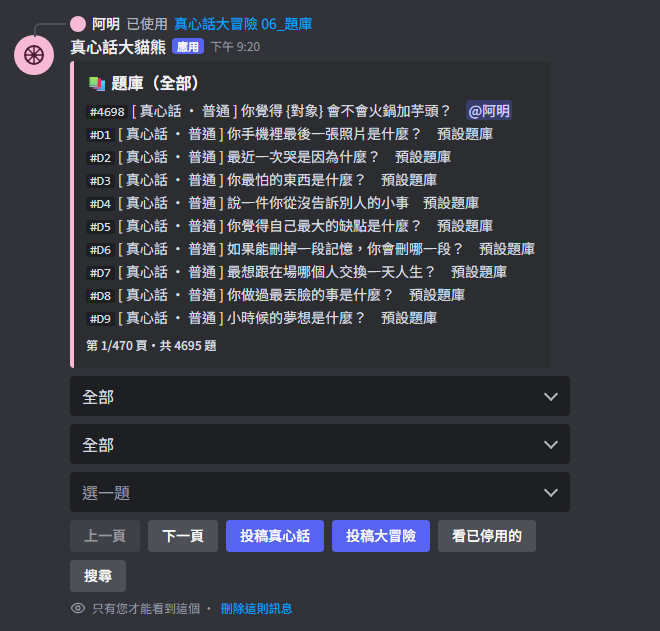 阿明 已使用 真心話大冒險 06_題庫
真心話大貓熊 應用 下午 9:20
題庫（全部）
#4698 [ 真心話 · 普通 ] 你覺得 {對象} 會不會火鍋加芋頭？ @阿明
#D1 [ 真心話 · 普通 ] 你手機裡最後一張照片是什麼？ 預設題庫
#D2 [ 真心話 · 普通 ] 最近一次哭是因為什麼？ 預設題庫
#D3 [ 真心話 · 普通 ] 你最怕的東西是什麼？ 預設題庫
#D4 [ 真心話 · 普通 ] 說一件你從沒告訴別人的小事 預設題庫
#D5 [ 真心話 · 普通 ] 你覺得自己最大的缺點是什麼？ 預設題庫
#D6 [ 真心話 · 普通 ] 如果能刪掉一段記憶，你會刪哪一段？ 預設題庫
#D7 [ 真心話 · 普通 ] 最想跟在場哪個人交換一天人生？ 預設題庫
#D8 [ 真心話 · 普通 ] 你做過最丟臉的事是什麼？ 預設題庫
#D9 [ 真心話 · 普通 ] 小時候的夢想是什麼？ 預設題庫
第 1/470 頁 · 共 4695 題
全部
全部
選一題
上一頁 下一頁 投稿真心話 投稿大冒險 看已停用的
搜尋
只有您才能看到這個 · 刪除這則訊息